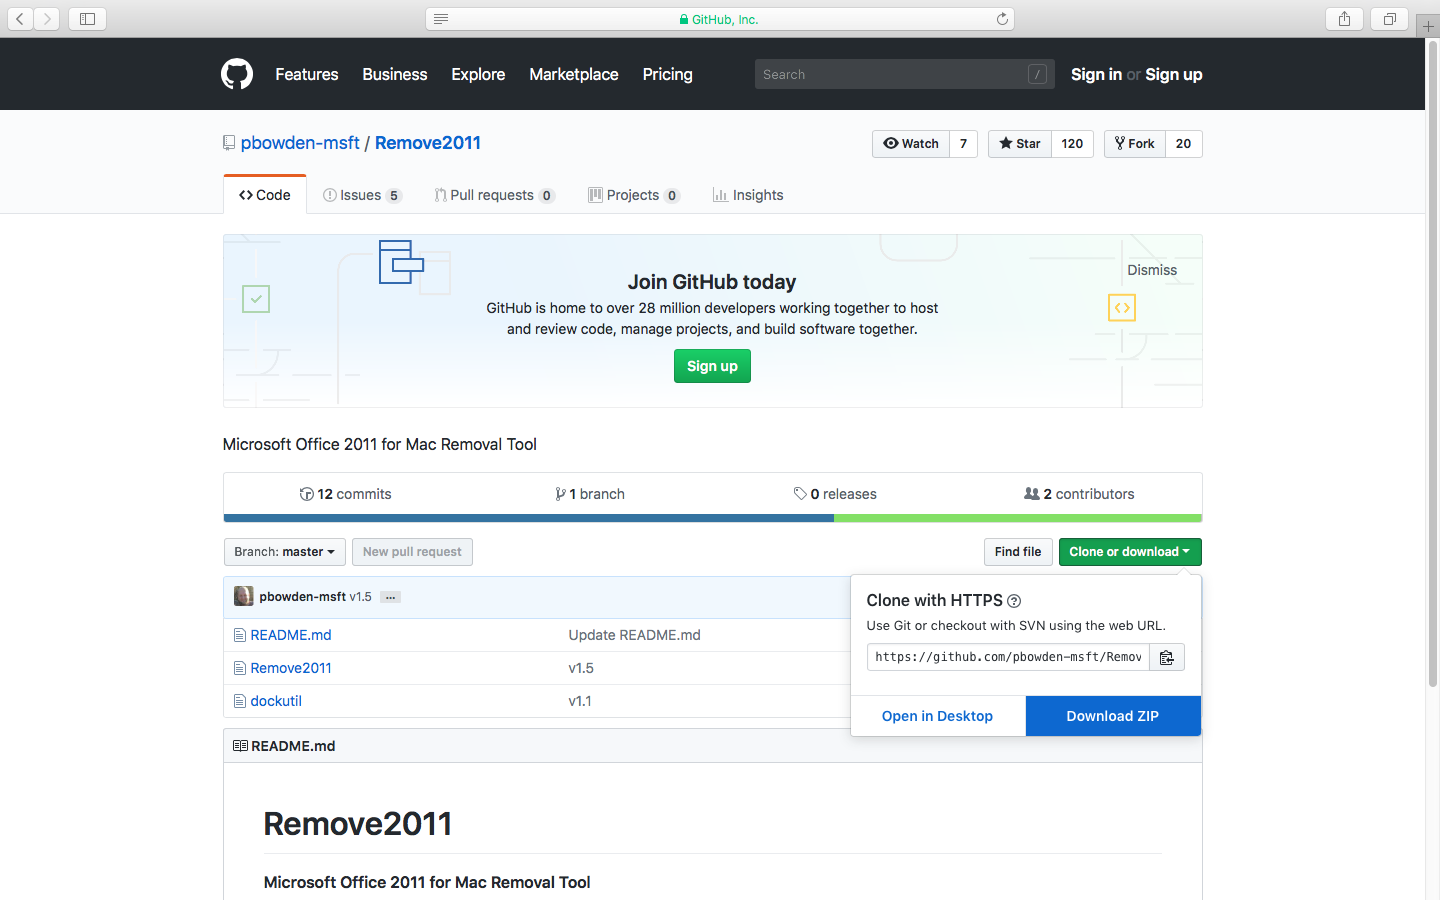 GitHub, Inc.
Features Business Explore Marketplace Pricing Search / Sign in or Sign up
pbowden-msft / Remove2011 Watch 7 Star 120 Fork 20
Code Issues 5 Pull requests 0 Projects 0 Insights
Dismiss
Join GitHub today
GitHub is home to over 28 million developers working together to host
and review code, manage projects, and build software together.
Sign up
Microsoft Office 2011 for Mac Removal Tool
12 commits 1 branch 0 releases 2 contributors
Branch: master New pull request Find file Clone or download
pbowden-msft v1.5 ...
README.md Update README.md
Remove2011 v1.5
dockutil v1.1
Clone with HTTPS ?
Use Git or checkout with SVN using the web URL.
https://github.com/pbowden-msft/Remov
Open in Desktop Download ZIP
README.md
Remove2011
Microsoft Office 2011 for Mac Removal Tool